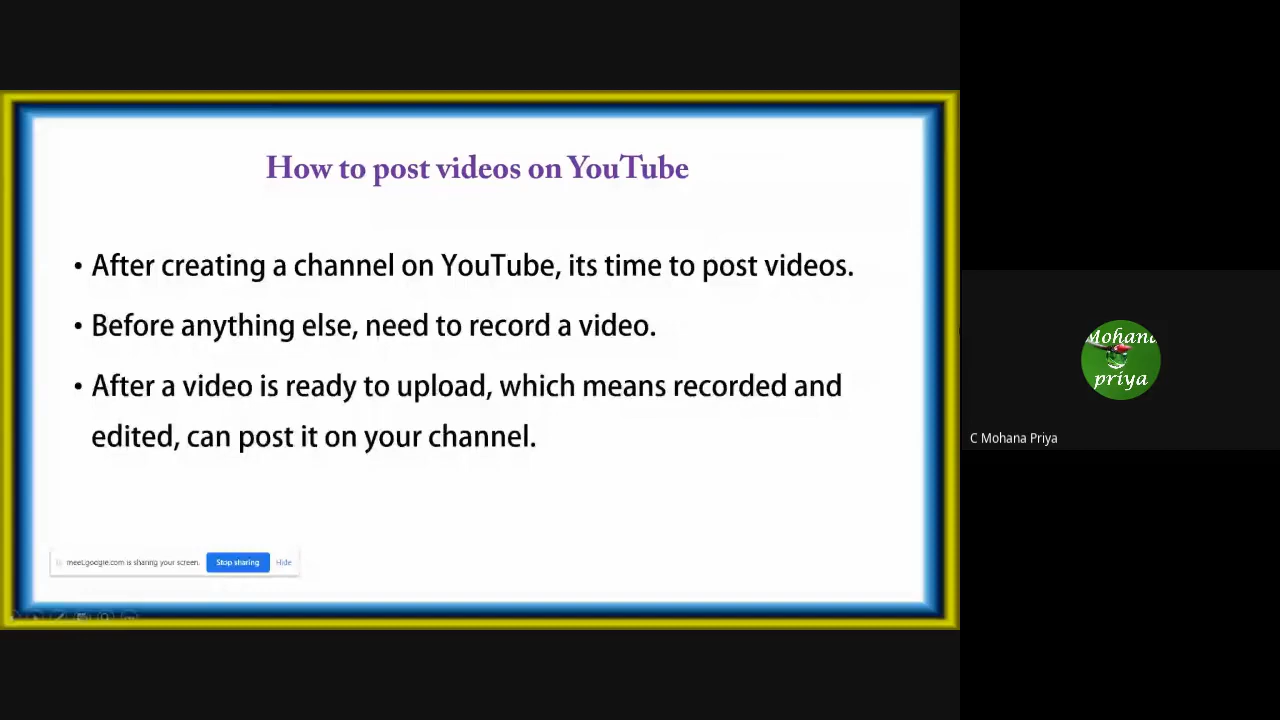 How to post videos on YouTube
• After creating a channel on YouTube, its time to post videos.
• Before anything else, need to record a video.
• After a video is ready to upload, which means recorded and
edited, can post it on your channel.
meet.google.com is sharing your screen. Stop sharing Hide
Mohana
priya
C Mohana Priya